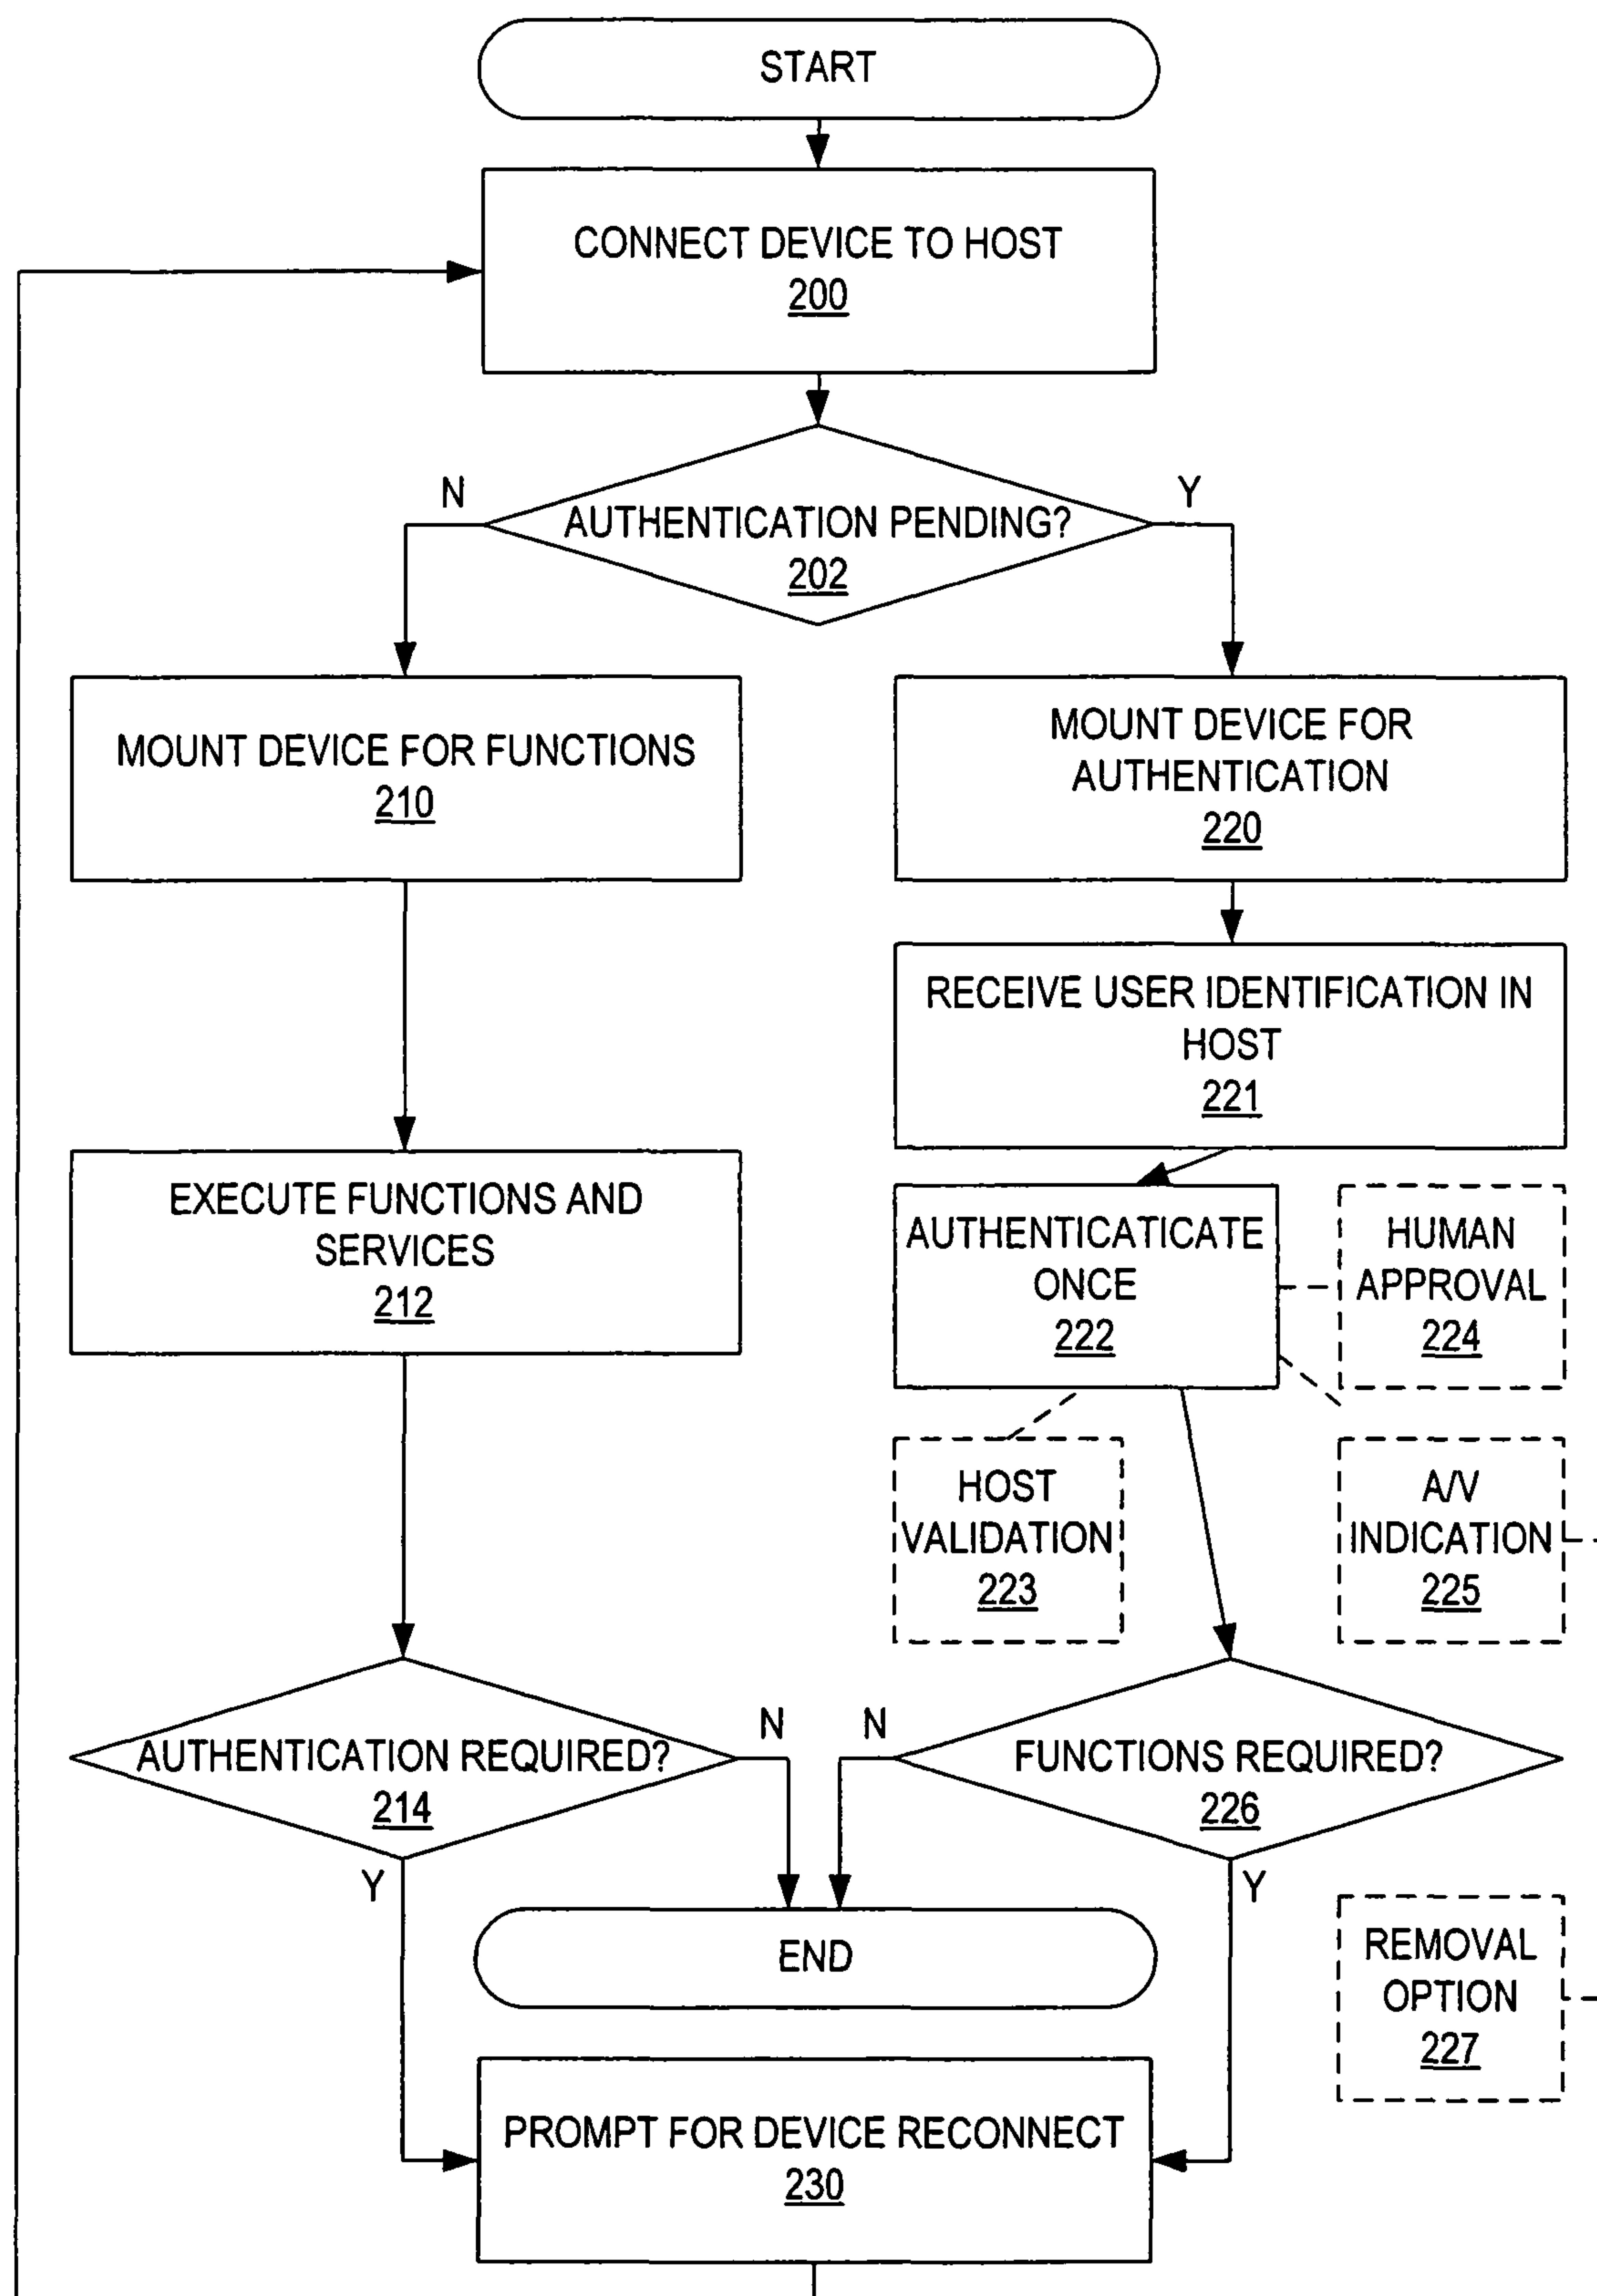 START
CONNECT DEVICE TO HOST
200
N
Y
AUTHENTICATION PENDING?
202
MOUNT DEVICE FOR FUNCTIONS
210
MOUNT DEVICE FOR
AUTHENTICATION
220
RECEIVE USER IDENTIFICATION IN
HOST
221
EXECUTE FUNCTIONS AND
SERVICES
212
AUTHENTICATICATE
ONCE
222
HUMAN
APPROVAL
224
HOST
VALIDATION
223
A/V
INDICATION
225
AUTHENTICATION REQUIRED?
214
N
N
FUNCTIONS REQUIRED?
226
Y
Y
END
REMOVAL
OPTION
227
PROMPT FOR DEVICE RECONNECT
230